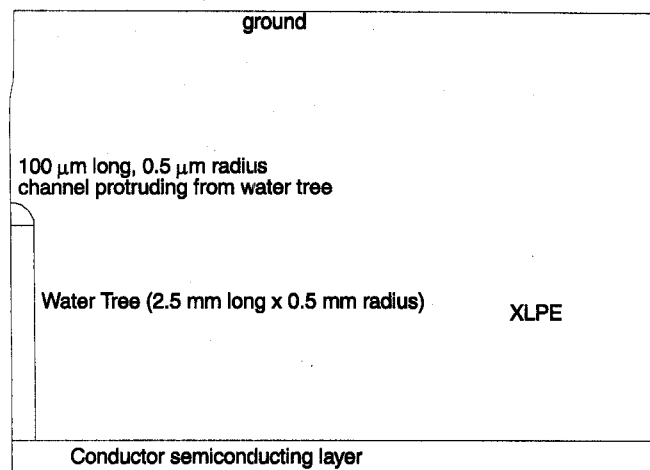 ground
100 μm long, 0.5 μm radius
channel protruding from water tree
Water Tree (2.5 mm long x 0.5 mm radius)
XLPE
Conductor semiconducting layer